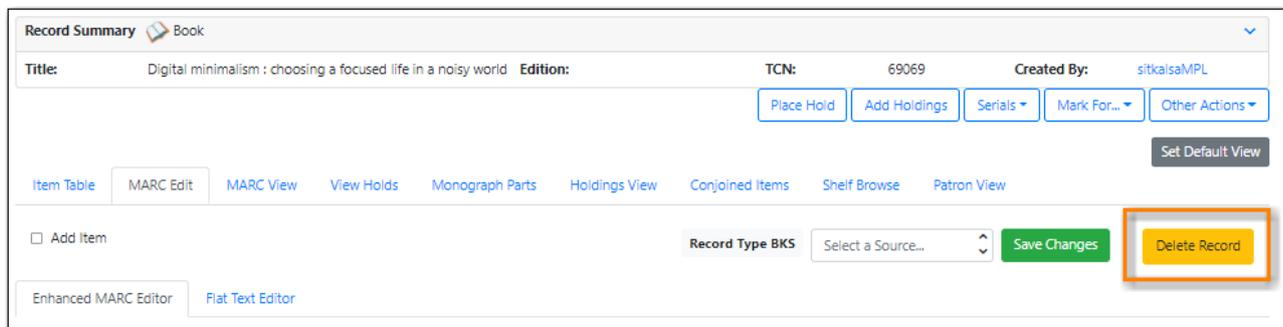 Record Summary Book
Title: Digital minimalism : choosing a focused life in a noisy world Edition: TCN: 69069 Created By: sitkalsaMPL
Place Hold Add Holdings Serials Mark For... Other Actions
Set Default View
Item Table MARC Edit MARC View View Holds Monograph Parts Holdings View Conjoined Items Shelf Browse Patron View
Add Item Record Type BKS Select a Source... Save Changes Delete Record
Enhanced MARC Editor Flat Text Editor